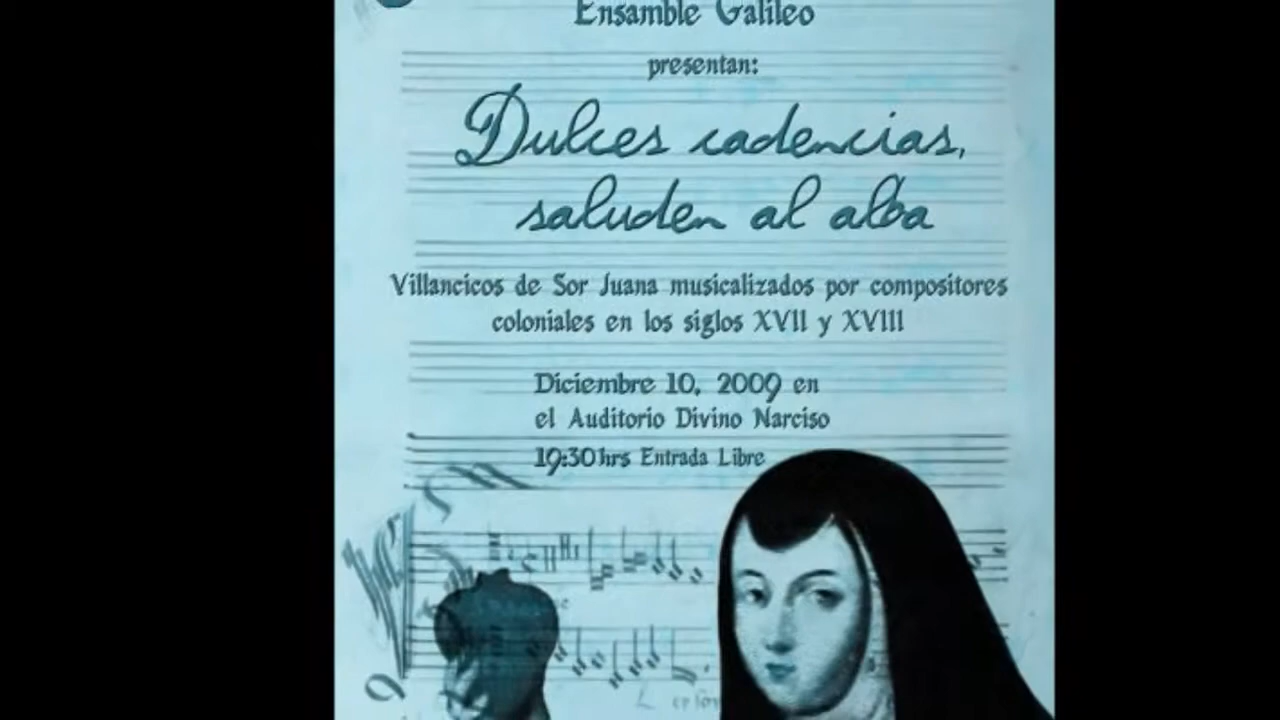 Ensamble Galileo
presentan:
Dulces cadencias,
saluden al alba
Villancicos de Sor Juana musicalizados por compositores
coloniales en los siglos XVII y XVIII
Diciembre 10, 2009 en
el Auditorio Divino Narciso
19:30hrs Entrada Libre